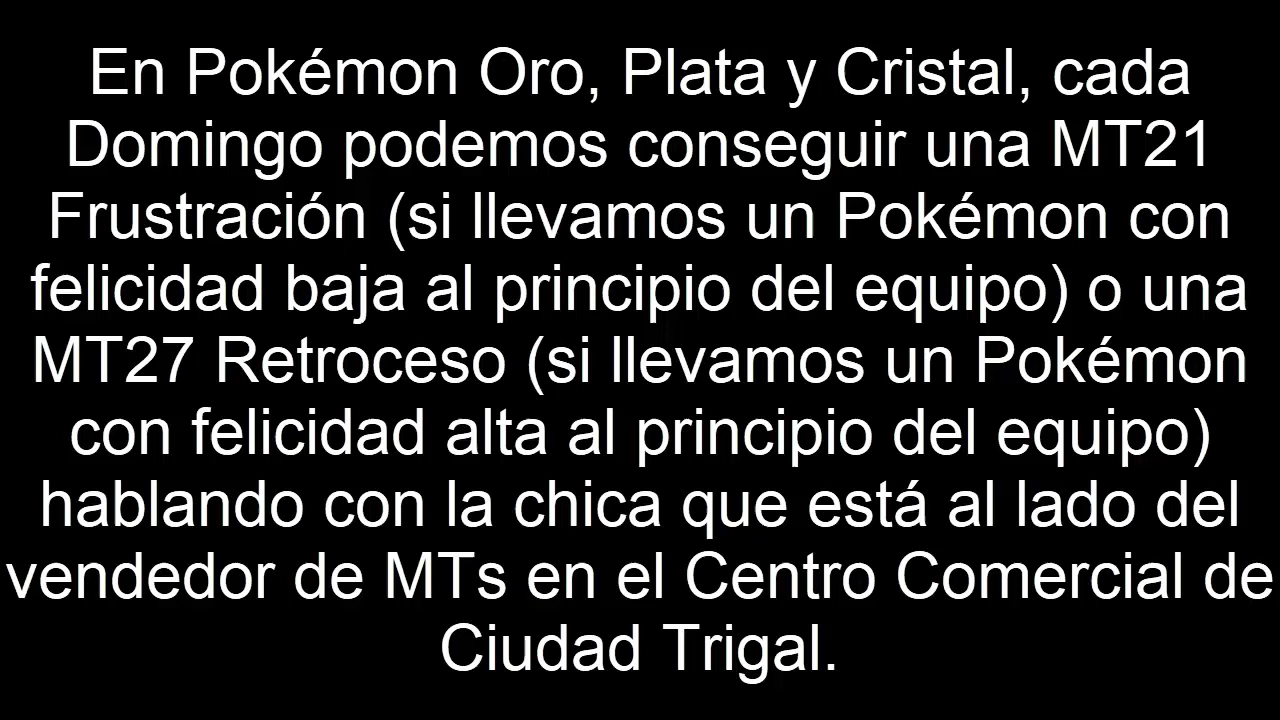 En Pokémon Oro, Plata y Cristal, cada
Domingo podemos conseguir una MT21
Frustración (si llevamos un Pokémon con
felicidad baja al principio del equipo) o una
MT27 Retroceso (si llevamos un Pokémon
con felicidad alta al principio del equipo)
hablando con la chica que está al lado del
vendedor de MTs en el Centro Comercial de
Ciudad Trigal.